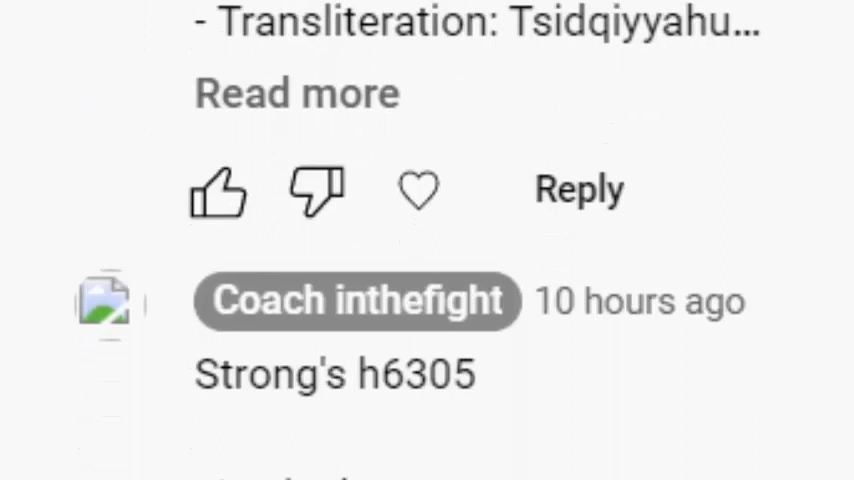 - Transliteration: Tsidqiyyahu...
Read more
Reply
Coach inthefight 10 hours ago
Strong's h6305